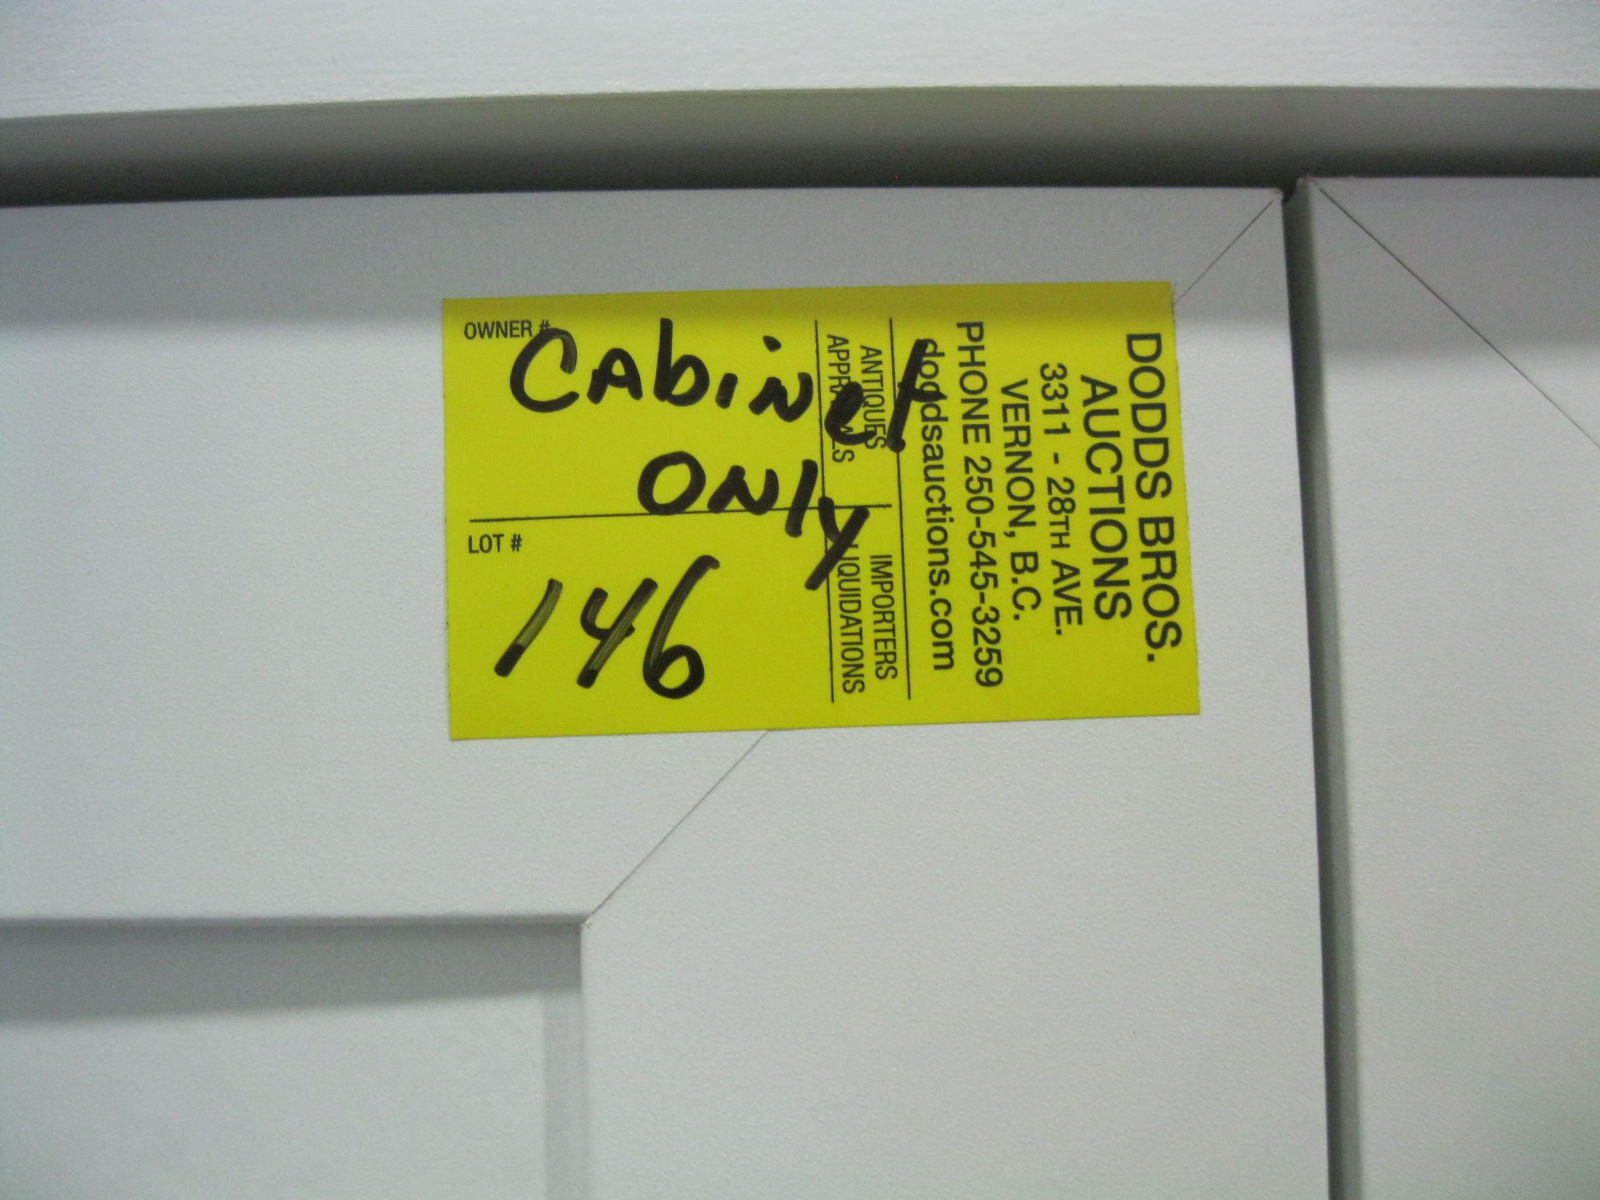 OWNER #
CAbinet
ONly
LOT #
146
DODDS BROS.
AUCTIONS
3311 - 28TH AVE.
VERNON, B.C.
PHONE 250-545-3259
doddsauctions.com
ANTIQUES IMPORTERS
APPRAISALS LIQUIDATIONS